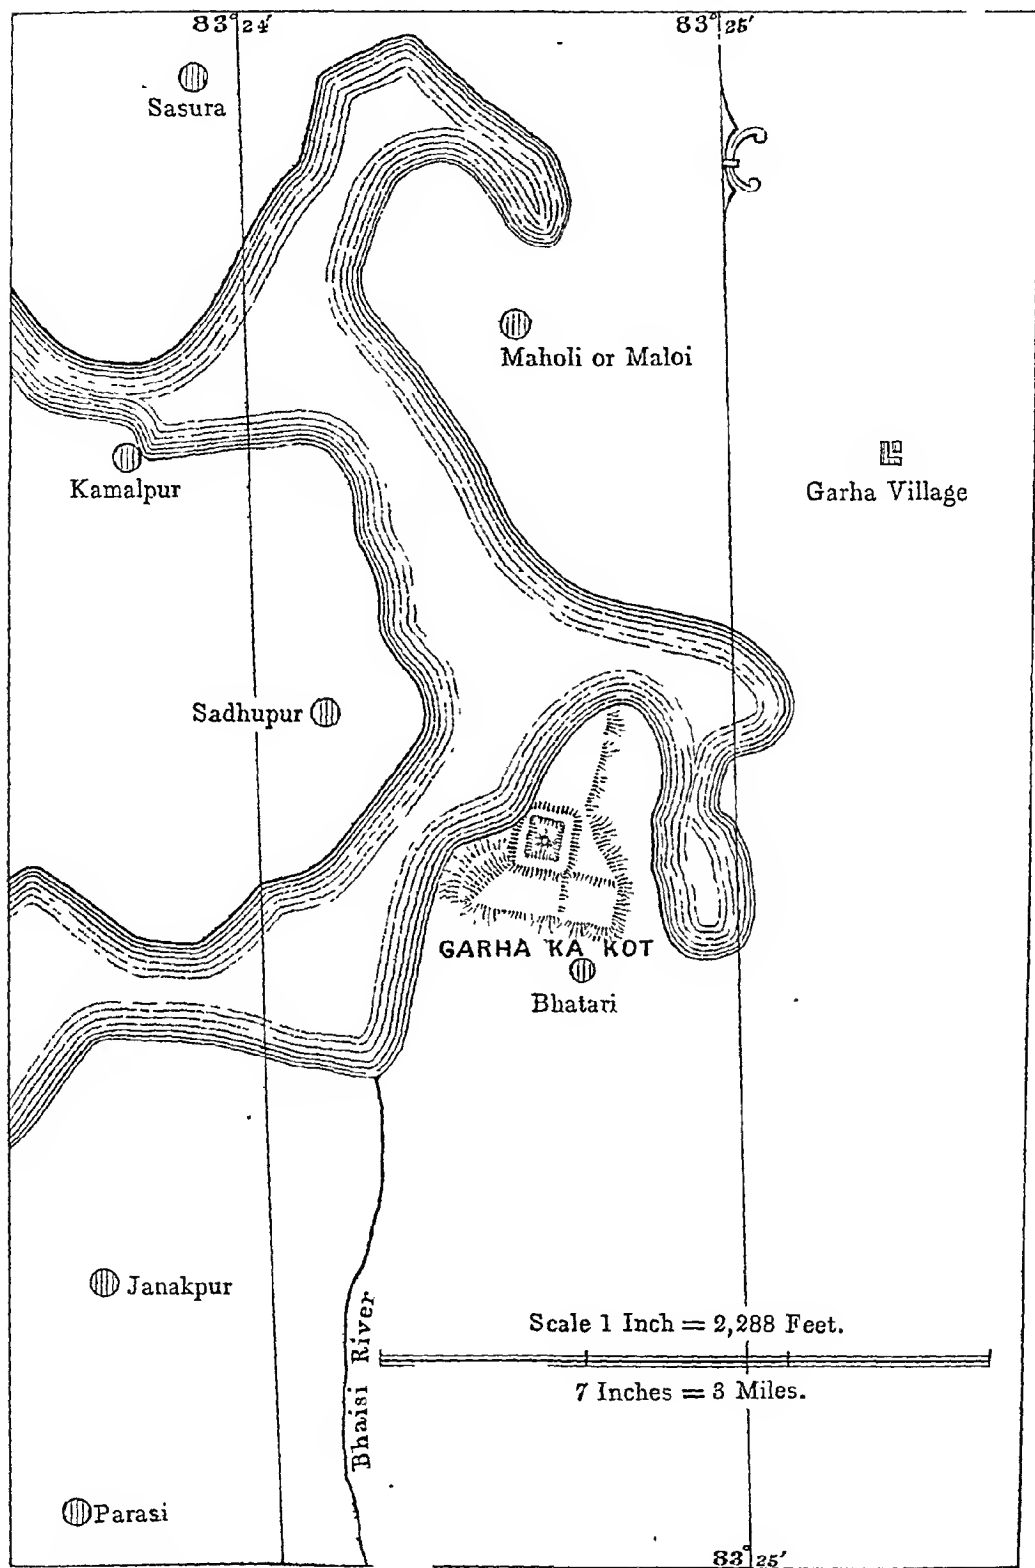 83° 24′
83° 25′
Sasura
Maholi or Maloi
Kamalpur
Garha Village
Sadhupur
GARHA KA KOT
Bhatari
Janakpur
Bhaisi River
Scale 1 Inch = 2,288 Feet.
7 Inches = 3 Miles.
Parasi
83° 25′